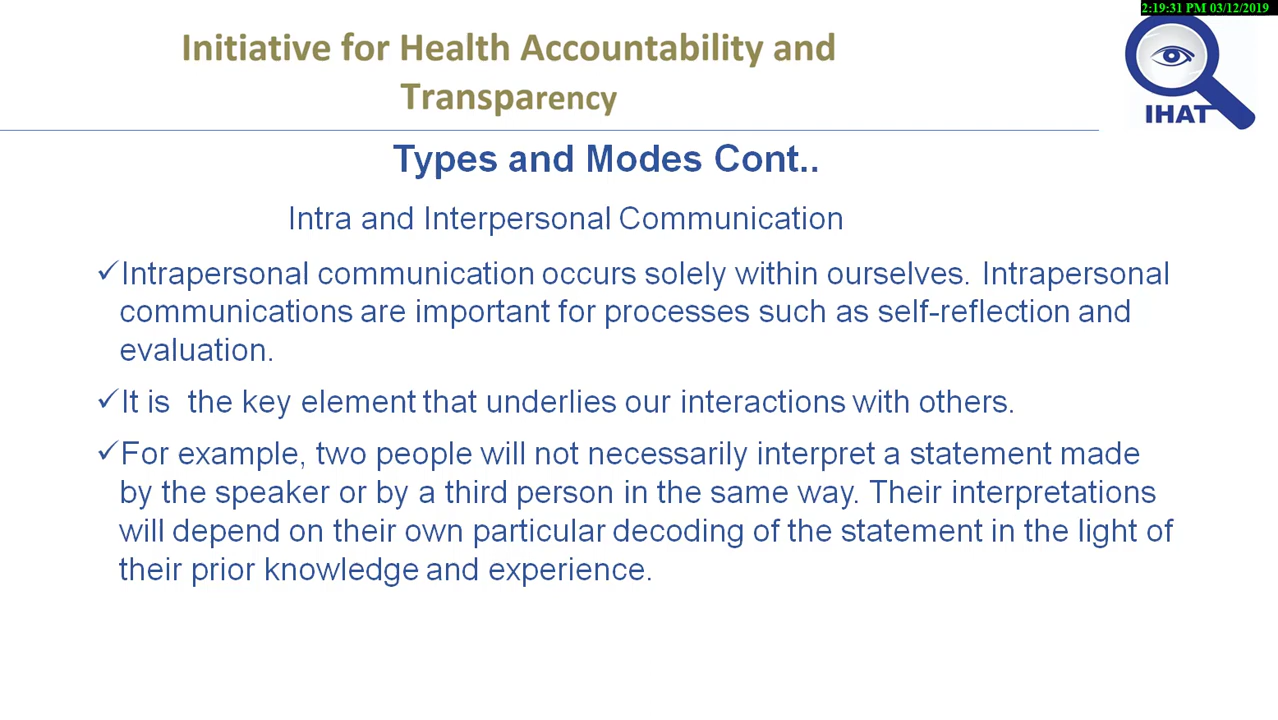 2:19:31 PM 03/12/2019
Initiative for Health Accountability and
Transparency
IHAT
Types and Modes Cont..
Intra and Interpersonal Communication
✓Intrapersonal communication occurs solely within ourselves. Intrapersonal
communications are important for processes such as self-reflection and
evaluation.
✓It is  the key element that underlies our interactions with others.
✓For example, two people will not necessarily interpret a statement made
by the speaker or by a third person in the same way. Their interpretations
will depend on their own particular decoding of the statement in the light of
their prior knowledge and experience.